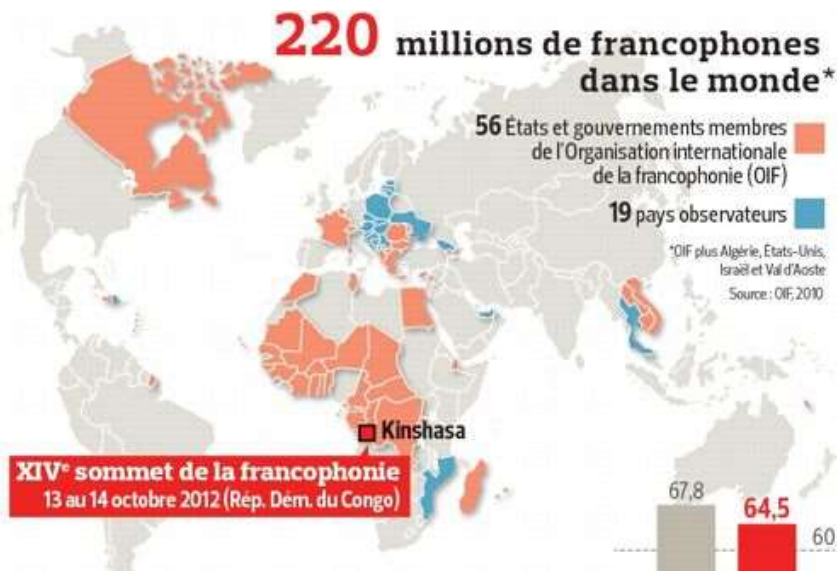 220 millions de francophones
dans le monde*
56 États et gouvernements membres
de l'Organisation internationale
de la francophonie (OIF)
19 pays observateurs
*OIF plus Algérie, États-Unis,
Israël et Val d'Aoste
Source : OIF, 2010
Kinshasa
XIVe sommet de la francophonie
13 au 14 octobre 2012 (Rép. Dém. du Congo)
67,8
64,5
60